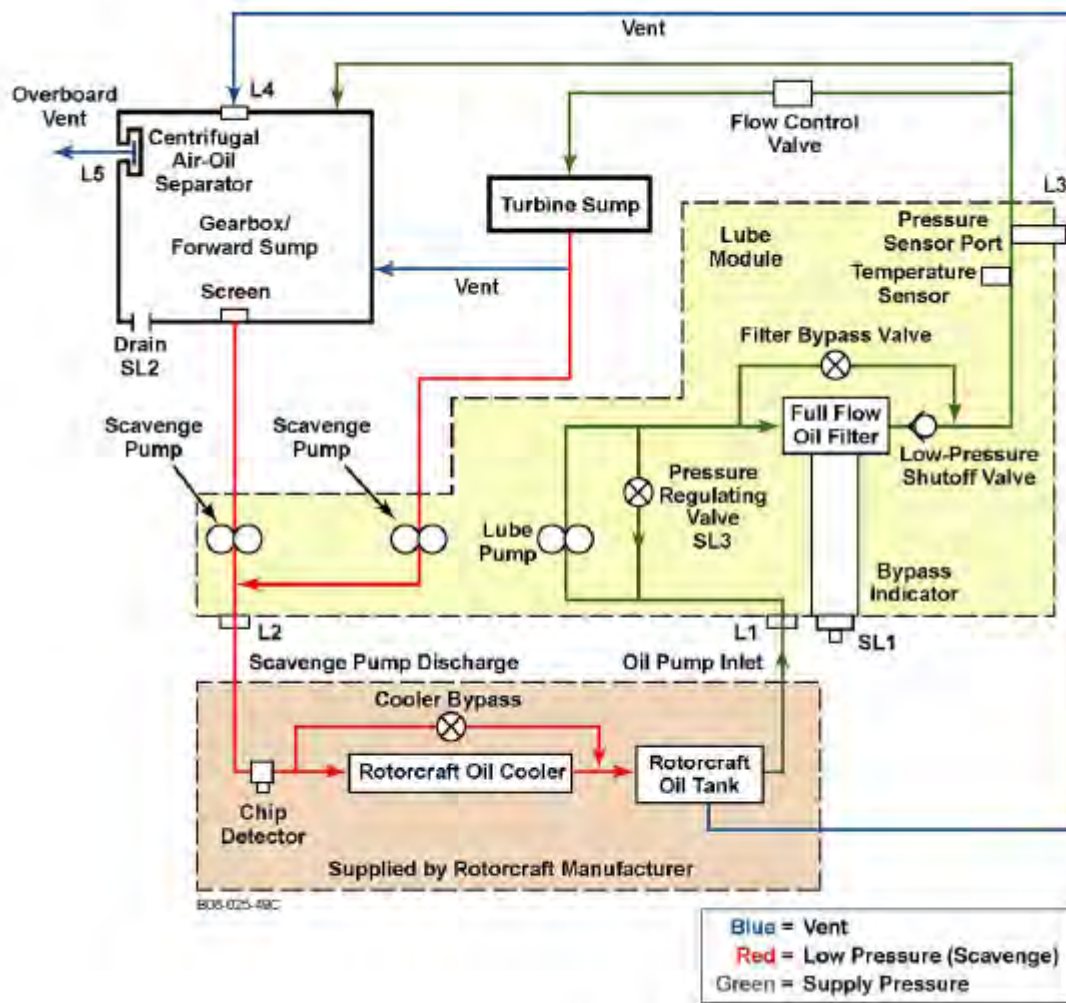 Vent
L4
Overboard
Vent
L5
Centrifugal
Air-Oil
Separator
Gearbox/
Forward Sump
Screen
Drain
SL2
Flow Control
Valve
Turbine Sump
Vent
L3
Pressure
Sensor Port
Lube
Module
Temperature
Sensor
Filter Bypass Valve
Full Flow
Oil Filter
Low-Pressure
Shutoff Valve
Scavenge
Pump
Scavenge
Pump
Lube
Pump
Pressure
Regulating
Valve
SL3
Bypass
Indicator
L2
L1
SL1
Scavenge Pump Discharge
Oil Pump Inlet
Cooler Bypass
Rotorcraft Oil Cooler
Rotorcraft
Oil Tank
Chip
Detector
Supplied by Rotorcraft Manufacturer
Blue = Vent
Red = Low Pressure (Scavenge)
Green = Supply Pressure